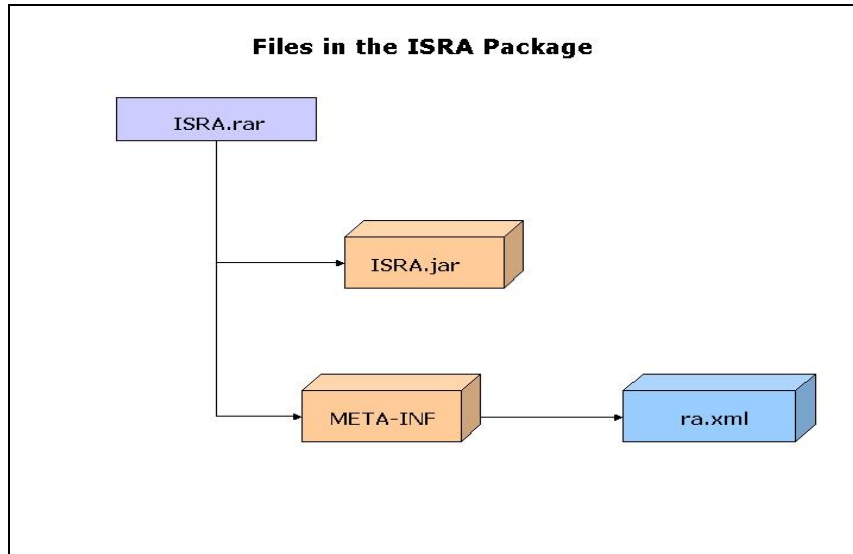 Files in the ISRA Package
ISRA.rar
ISRA.jar
META-INF
ra.xml